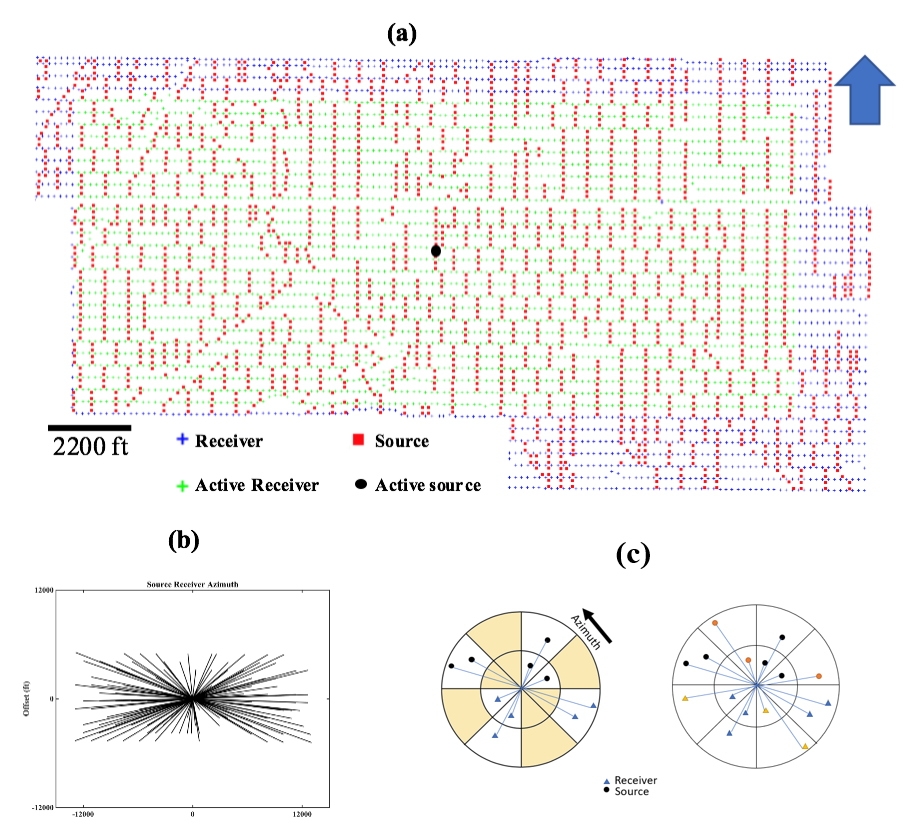 (a)
2200 ft
Receiver
Source
Active Receiver
Active source
(b)
(c)
Source Receiver Azimuth
12000
Offset (ft)
0
-12000
-12000
0
12000
Azimuth
Receiver
Source